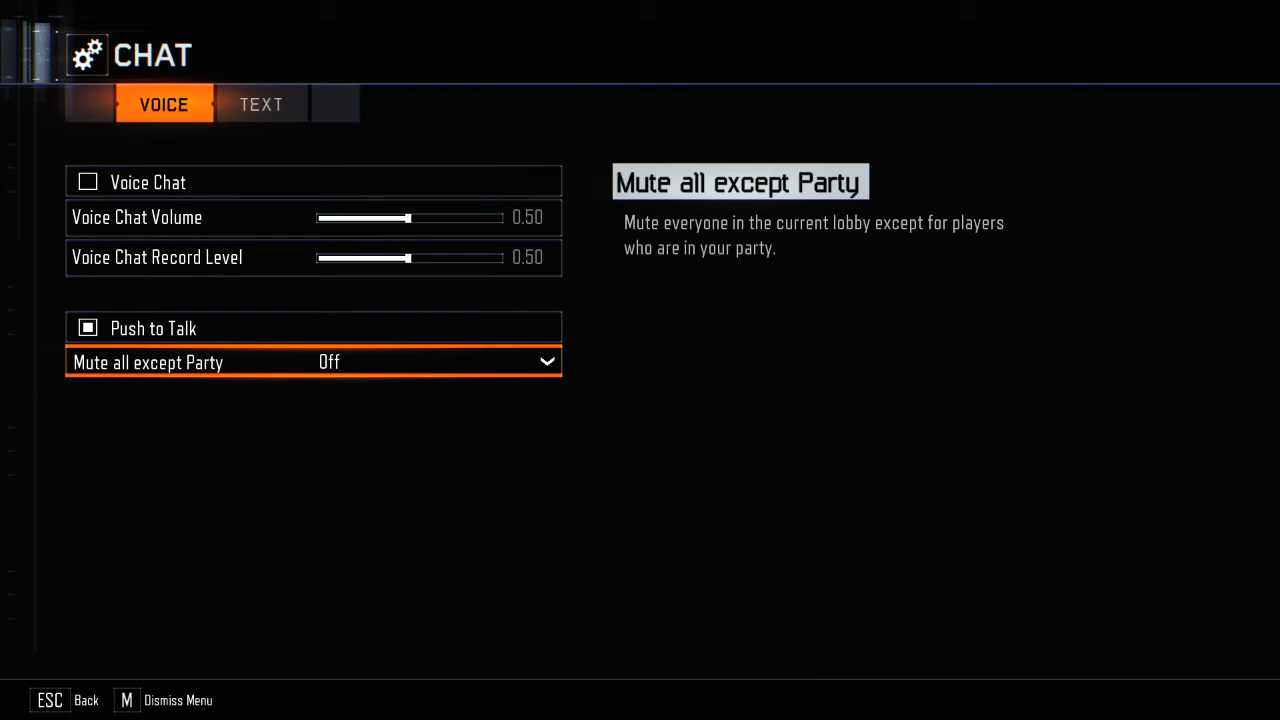 CHAT
VOICE TEXT
Voice Chat
Voice Chat Volume 0.50
Voice Chat Record Level 0.50
Push to Talk
Mute all except Party Off
Mute all except Party
Mute everyone in the current lobby except for players
who are in your party.
ESC Back M Dismiss Menu